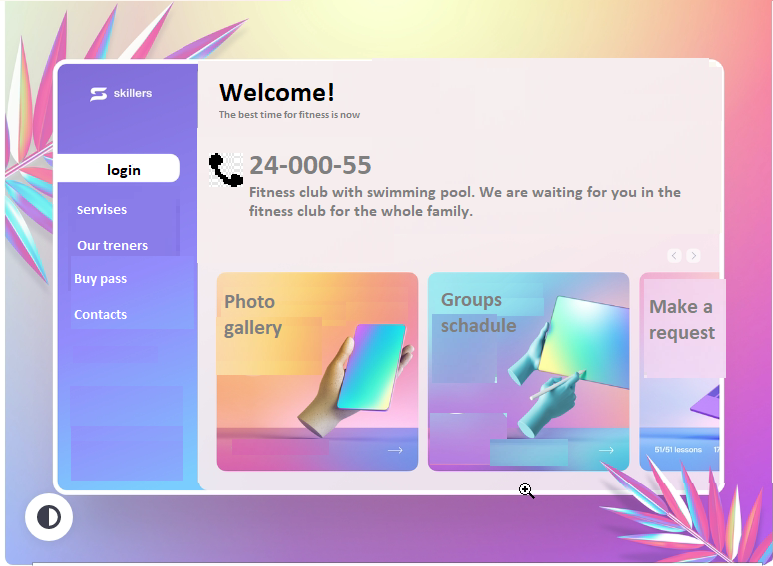 skillers
Welcome!
The best time for fitness is now
login
24-000-55
Fitness club with swimming pool. We are waiting for you in the
fitness club for the whole family.
Servises
Our treners
Buy pass
Contacts
Photo
gallery
Groups
schadule
Make a
request
51/51 lessons 17